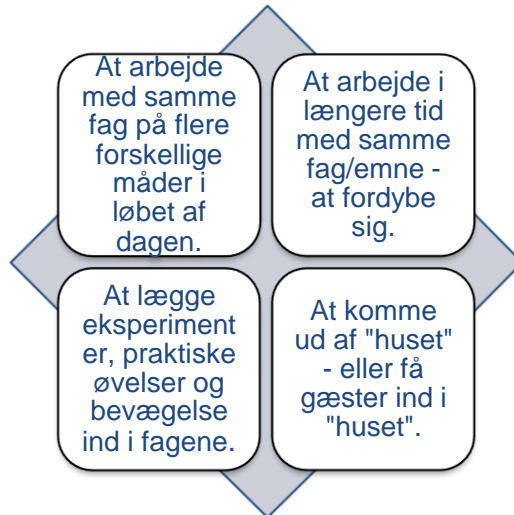 At arbejde
med samme
fag på flere
forskellige
måder i
løbet af
dagen.
At arbejde i
længere tid
med samme
fag/emne -
at fordybe
sig.
At lægge
eksperiment
er, praktiske
øvelser og
bevægelse
ind i fagene.
At komme
ud af "huset"
- eller få
gæster ind i
"huset".